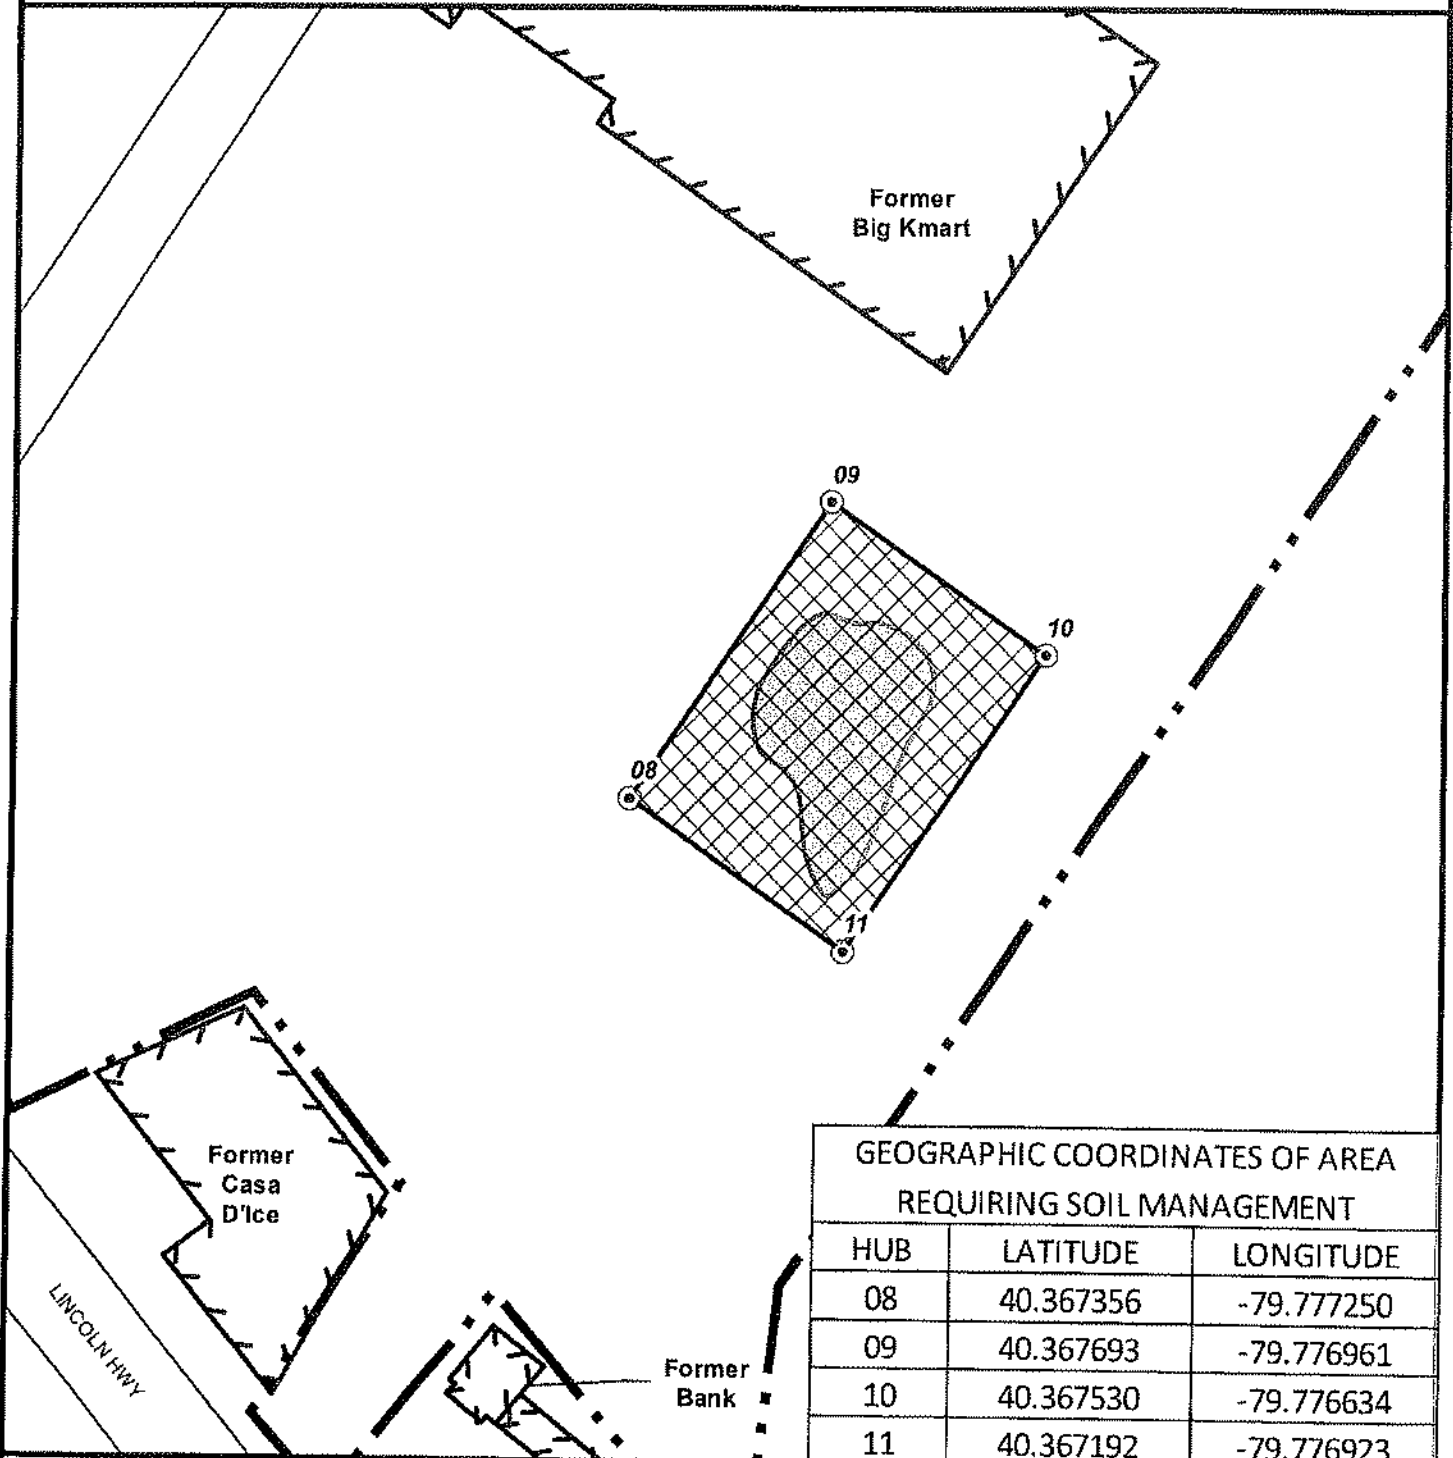 Former
Big Kmart
09
10
08
11
Former
Casa
D'Ice
LINCOLN HWY
Former
Bank
GEOGRAPHIC COORDINATES OF AREA
REQUIRING SOIL MANAGEMENT
HUB LATITUDE LONGITUDE
08 40.367356 -79.777250
09 40.367693 -79.776961
10 40.367530 -79.776634
11 40.367192 -79.776923